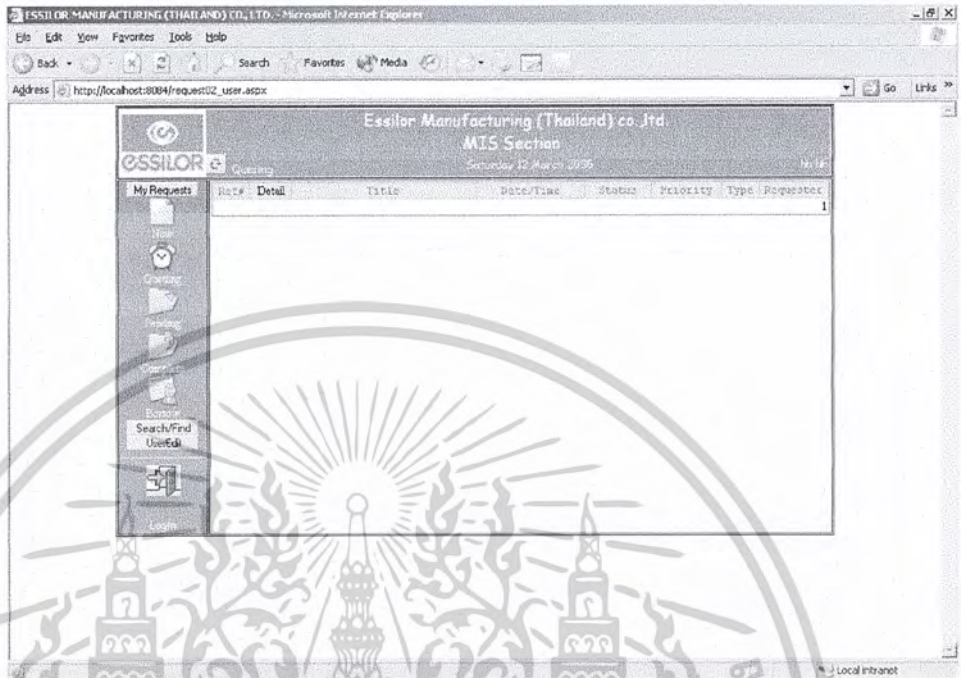 ESSILOR MANUFACTURING (THAILAND) CO., LTD. - Microsoft Internet Explorer
File Edit View Favorites Tools Help
Back Search Favorites Media
Address http://localhost:8084/request02_user.aspx Go Links »
Essilor Manufacturing (Thailand) co.,ltd.
MIS Section
ESSILOR Queuing Saturday 12 March 2005
My Requests Ref# Detail Title Date/Time Status Priority Type Requester
1
New
Search/Find
UserEdit
Login
Local intranet